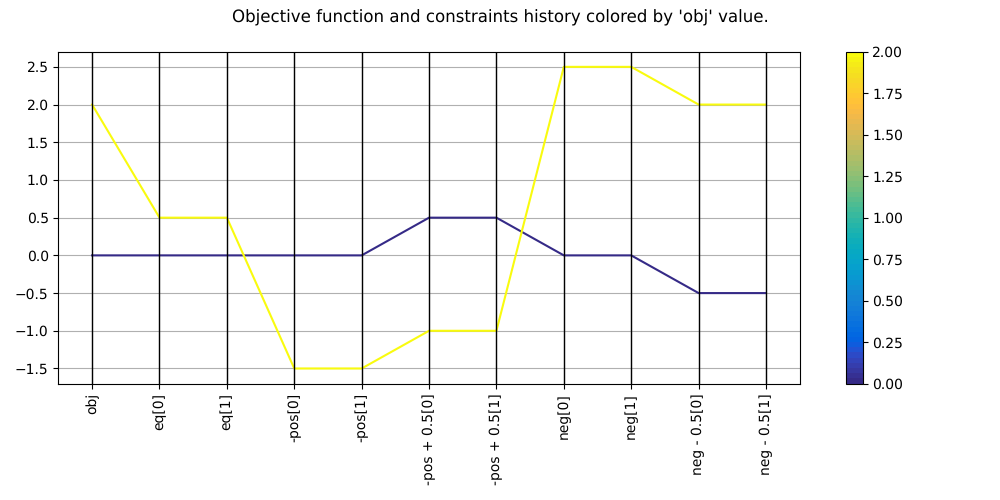 Objective function and constraints history colored by 'obj' value.
2.5
2.0
1.5
1.0
0.5
0.0
−0.5
−1.0
−1.5
obj
eq[0]
eq[1]
-pos[0]
-pos[1]
-pos + 0.5[0]
-pos + 0.5[1]
neg[0]
neg[1]
neg - 0.5[0]
neg - 0.5[1]
2.00
1.75
1.50
1.25
1.00
0.75
0.50
0.25
0.00